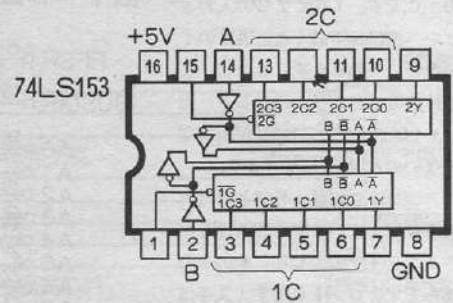 2C
+5V A
16 15 14 13 11 10 9
74LS153
2C3 2C2 2C1 2C0 2Y
2G
B B A A
B B A A
1G
1C3 1C2 1C1 1C0 1Y
1 2 3 4 5 6 7 8
B GND
1C